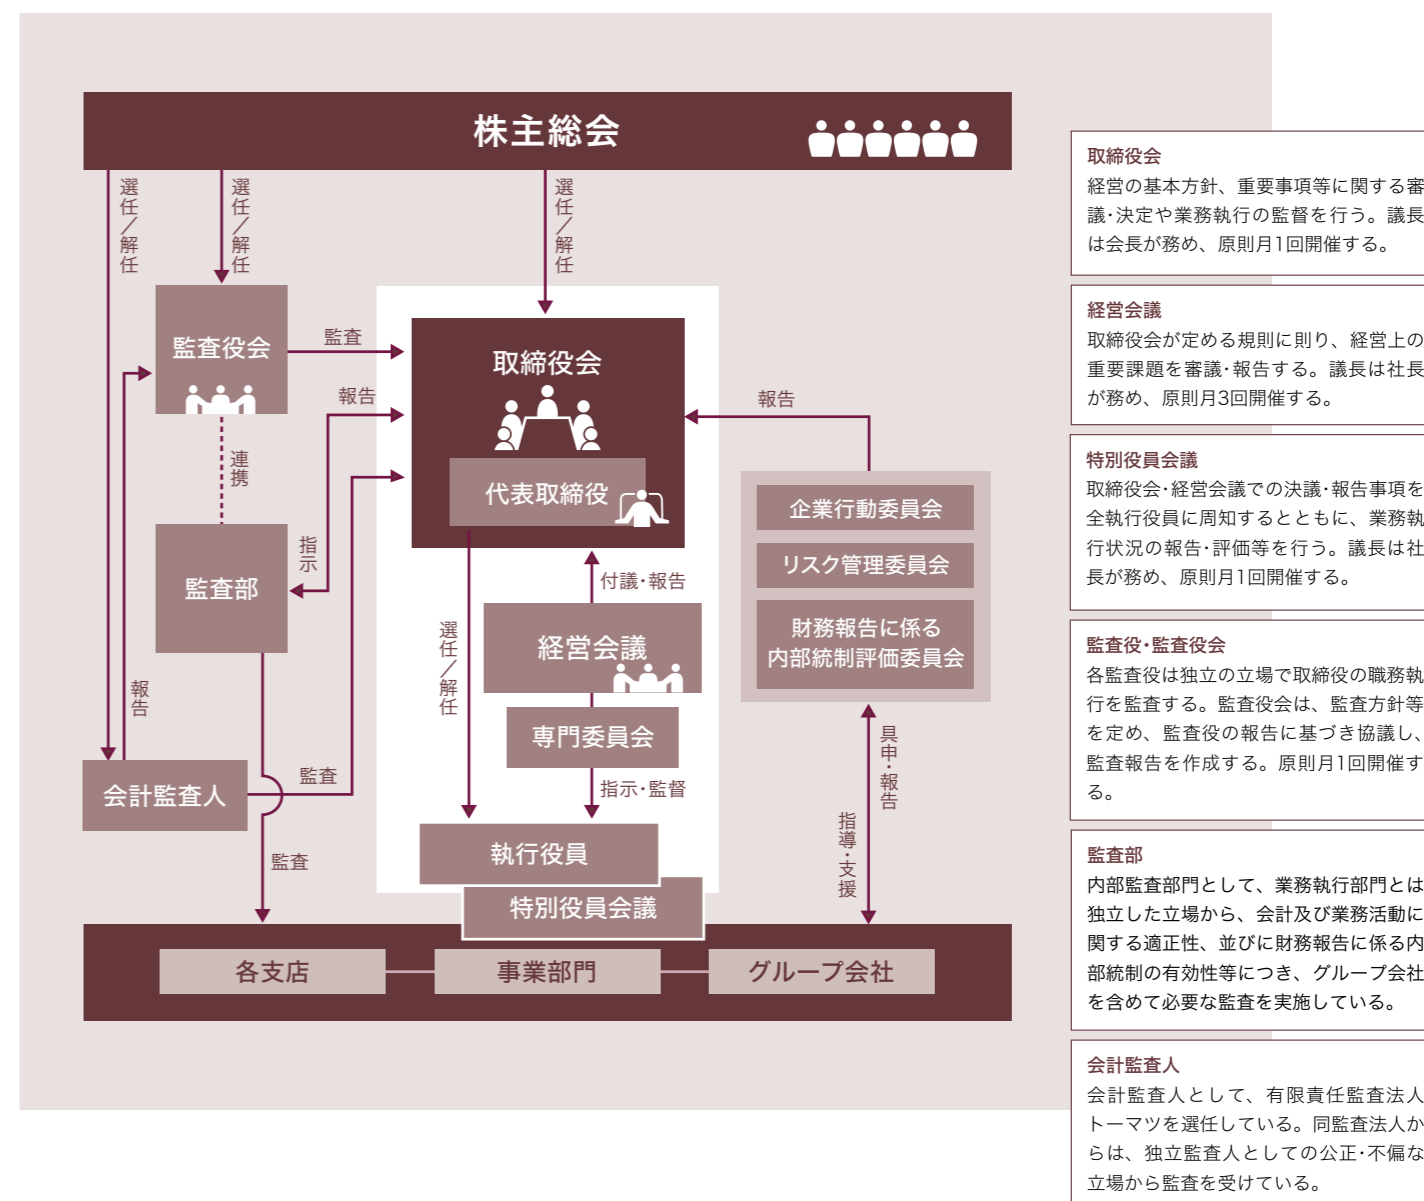 株主総会
選任／解任
選任／解任
選任／解任
監査役会
監査
報告
連携
監査部
指示
報告
会計監査人
監査
監査
取締役会
代表取締役
付議・報告
選任／解任
経営会議
専門委員会
指示・監督
執行役員
特別役員会議
報告
企業行動委員会
リスク管理委員会
財務報告に係る
内部統制評価委員会
具申・報告
指導・支援
各支店
事業部門
グループ会社
取締役会
経営の基本方針、重要事項等に関する審
議・決定や業務執行の監督を行う。議長
は会長が務め、原則月1回開催する。
経営会議
取締役会が定める規則に則り、経営上の
重要課題を審議・報告する。議長は社長
が務め、原則月3回開催する。
特別役員会議
取締役会・経営会議での決議・報告事項を
全執行役員に周知するとともに、業務執
行状況の報告・評価等を行う。議長は社
長が務め、原則月1回開催する。
監査役・監査役会
各監査役は独立の立場で取締役の職務執
行を監査する。監査役会は、監査方針等
を定め、監査役の報告に基づき協議し、
監査報告を作成する。原則月1回開催す
る。
監査部
内部監査部門として、業務執行部門とは
独立した立場から、会計及び業務活動に
関する適正性、並びに財務報告に係る内
部統制の有効性等につき、グループ会社
を含めて必要な監査を実施している。
会計監査人
会計監査人として、有限責任監査法人
トーマツを選任している。同監査法人か
らは、独立監査人としての公正・不偏な
立場から監査を受けている。